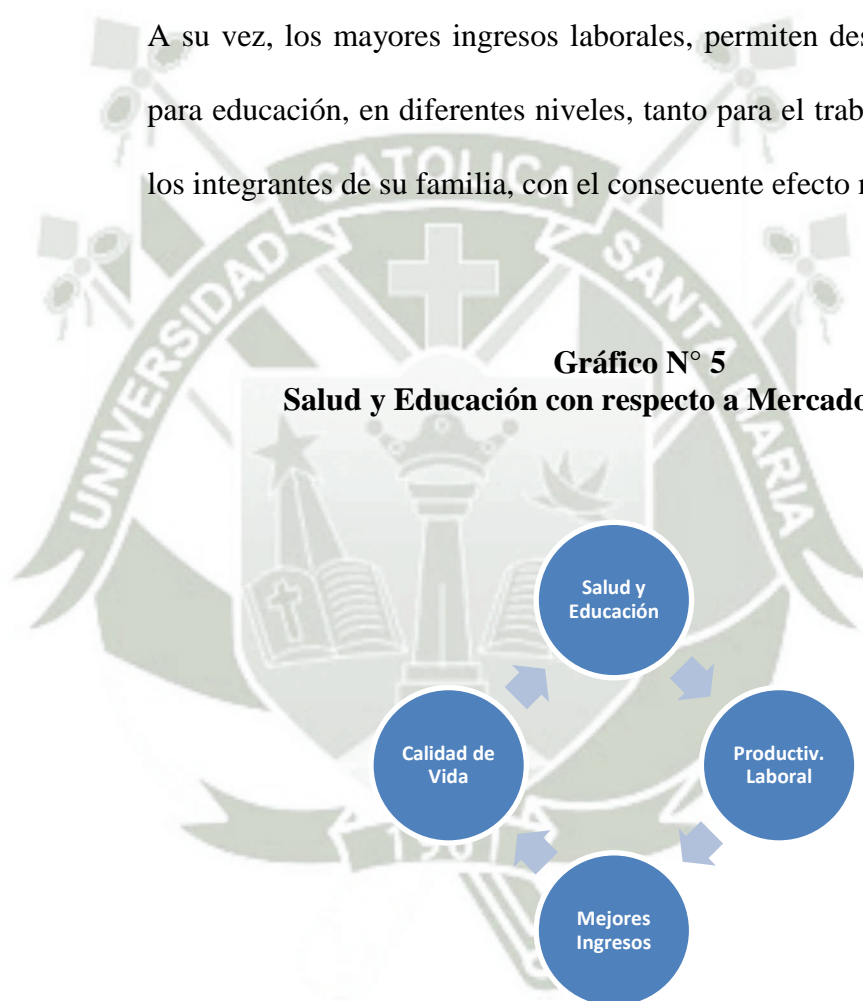 A su vez, los mayores ingresos laborales, permiten des
para educación, en diferentes niveles, tanto para el trab
los integrantes de su familia, con el consecuente efecto
UNIVERSIDAD CATOLICA SANTA MARIA
Gráfico N° 5
Salud y Educación con respecto a Mercado
Salud y
Educación
Calidad de
Vida
Productiv.
Laboral
Mejores
Ingresos